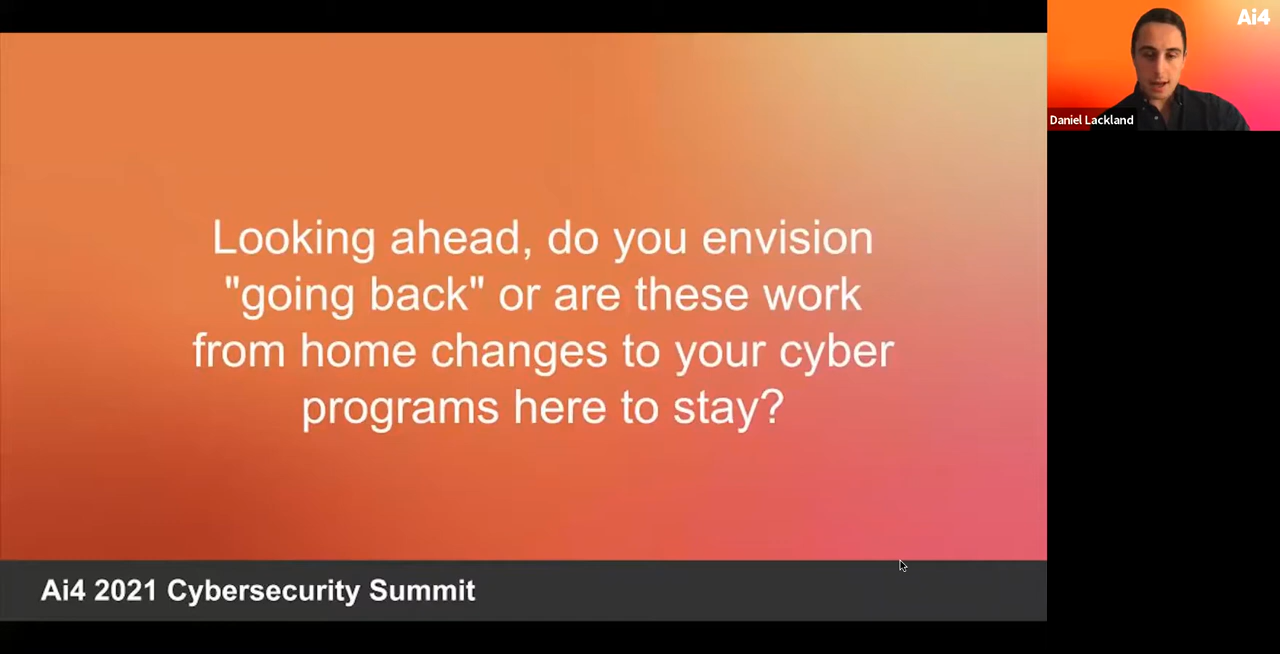 Looking ahead, do you envision
"going back" or are these work
from home changes to your cyber
programs here to stay?
Ai4 2021 Cybersecurity Summit
Ai4
Daniel Lackland